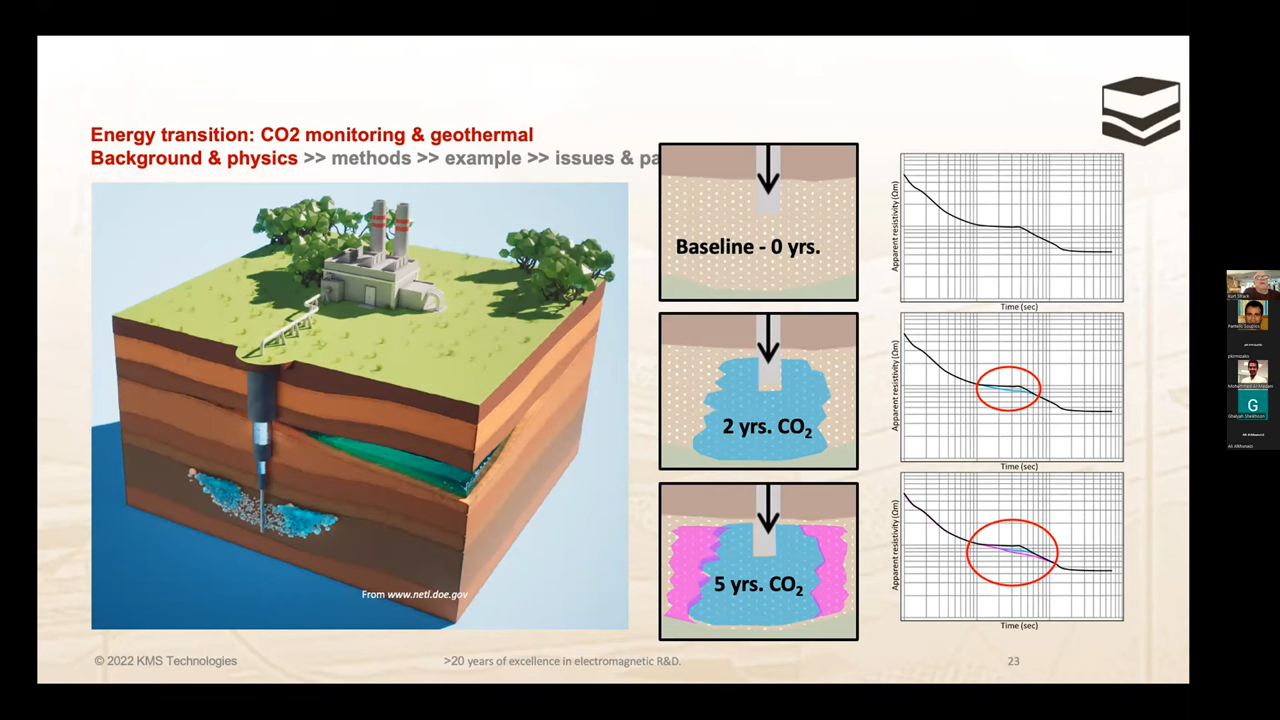 Energy transition: CO2 monitoring & geothermal
Background & physics >> methods >> example >> issues & pa
Baseline - 0 yrs.
Apparent resistivity (Ωm)
Time (sec)
2 yrs. CO₂
Apparent resistivity (Ωm)
Time (sec)
5 yrs. CO₂
Apparent resistivity (Ωm)
Time (sec)
From www.netl.doe.gov
© 2022 KMS Technologies
>20 years of excellence in electromagnetic R&D.
23
Kurt Strack
G